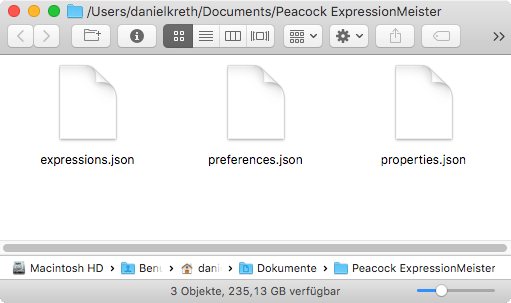 /Users/danielkreth/Documents/Peacock ExpressionMeister
expressions.json preferences.json properties.json
Macintosh HD Benu dani Dokumente Peacock ExpressionMeister
3 Objekte, 235,13 GB verfügbar